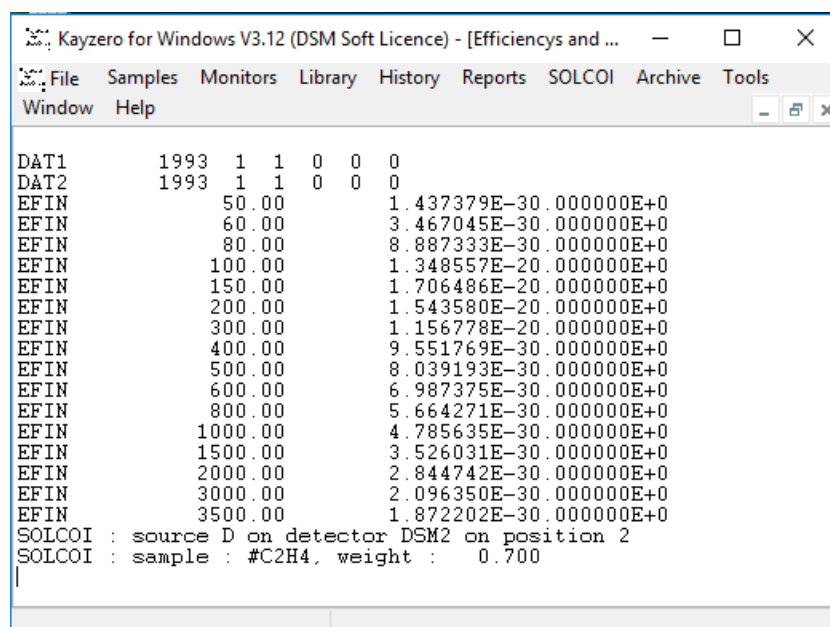 Kayzero for Windows V3.12 (DSM Soft Licence) - [Efficiencys and ...
File Samples Monitors Library History Reports SOLCOI Archive Tools
Window Help
DAT1 1993 1 1 0 0 0
DAT2 1993 1 1 0 0 0
EFIN 50.00 1.437379E-30.000000E+0
EFIN 60.00 3.467045E-30.000000E+0
EFIN 80.00 8.887333E-30.000000E+0
EFIN 100.00 1.348557E-20.000000E+0
EFIN 150.00 1.706486E-20.000000E+0
EFIN 200.00 1.543580E-20.000000E+0
EFIN 300.00 1.156778E-20.000000E+0
EFIN 400.00 9.551769E-30.000000E+0
EFIN 500.00 8.039193E-30.000000E+0
EFIN 600.00 6.987375E-30.000000E+0
EFIN 800.00 5.664271E-30.000000E+0
EFIN 1000.00 4.785635E-30.000000E+0
EFIN 1500.00 3.526031E-30.000000E+0
EFIN 2000.00 2.844742E-30.000000E+0
EFIN 3000.00 2.096350E-30.000000E+0
EFIN 3500.00 1.872202E-30.000000E+0
SOLCOI : source D on detector DSM2 on position 2
SOLCOI : sample : #C2H4, weight : 0.700